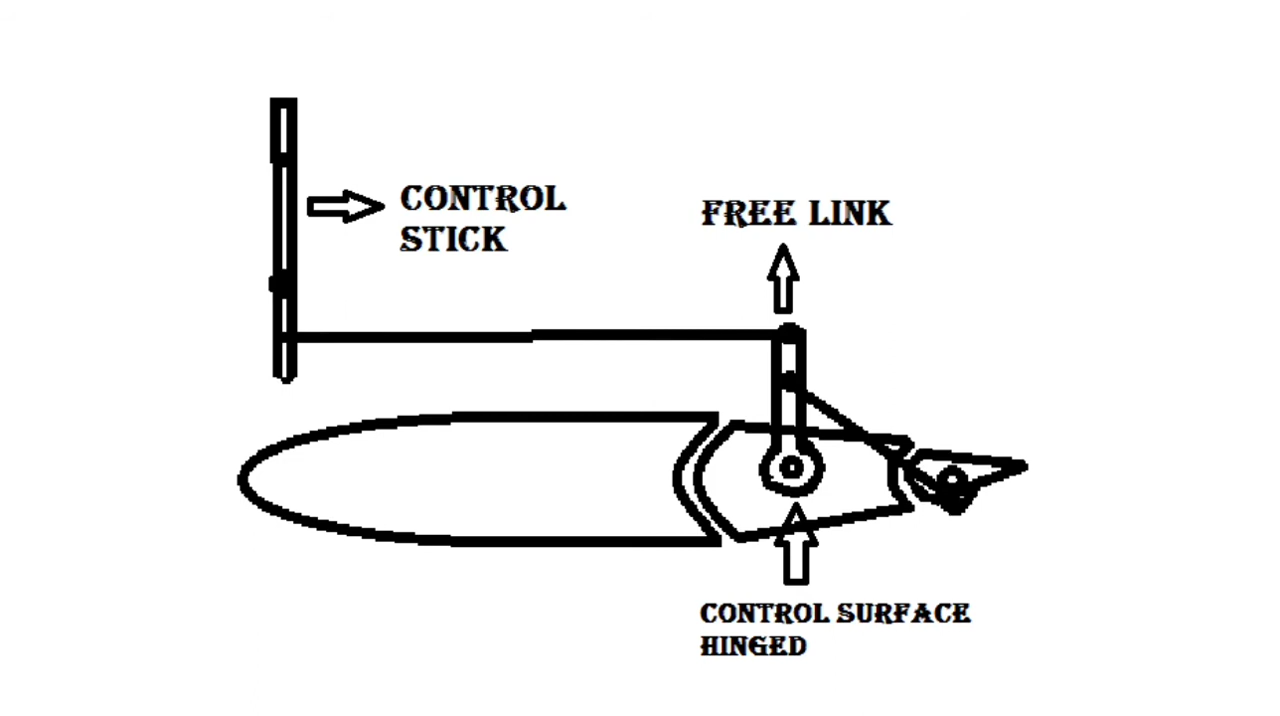 CONTROL
STICK
FREE LINK
CONTROL SURFACE
HINGED